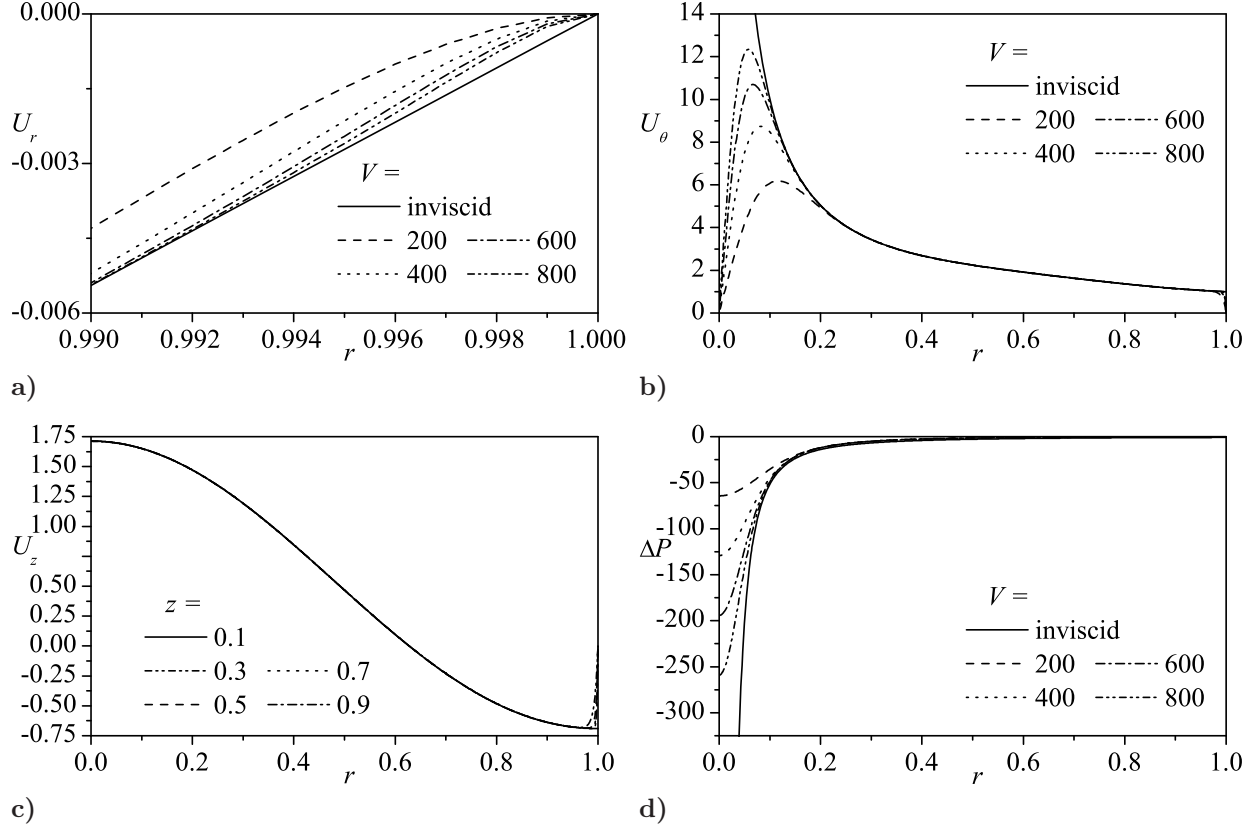 0.000
-0.003
-0.006
U_r
V =
inviscid
200 600
400 800
0.990 0.992 0.994 0.996 0.998 1.000
r
a)
14
12
10
8
6
4
2
0
U_θ
V =
inviscid
200 600
400 800
0.0 0.2 0.4 0.6 0.8 1.0
r
b)
1.75
1.50
1.25
1.00
0.50
0.25
0.00
-0.25
-0.50
-0.75
U_z
z =
0.1
0.3 0.7
0.5 0.9
0.0 0.2 0.4 0.6 0.8 1.0
r
c)
0
-50
-100
-150
-200
-250
-300
ΔP
V =
inviscid
200 600
400 800
0.0 0.2 0.4 0.6 0.8 1.0
r
d)